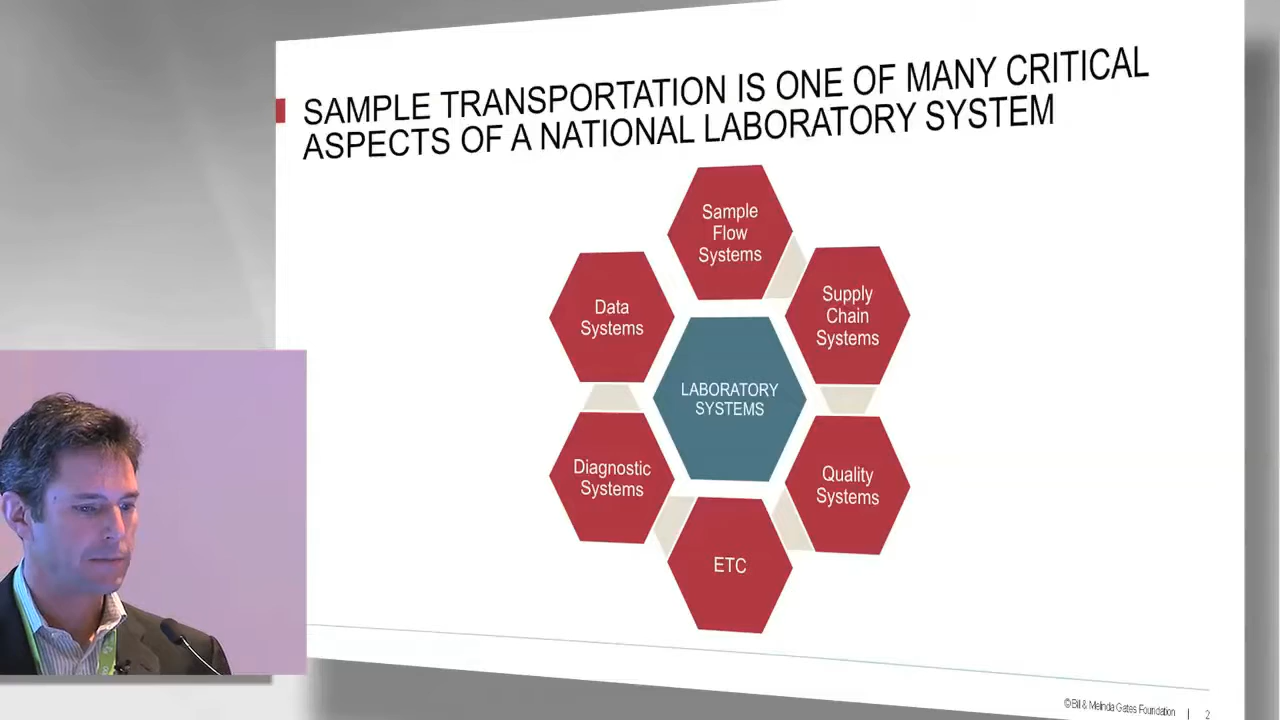 SAMPLE TRANSPORTATION IS ONE OF MANY CRITICAL
ASPECTS OF A NATIONAL LABORATORY SYSTEM
Sample
Flow
Systems
Supply
Chain
Systems
Data
Systems
LABORATORY
SYSTEMS
Diagnostic
Systems
Quality
Systems
ETC
©Bill & Melinda Gates Foundation | 2